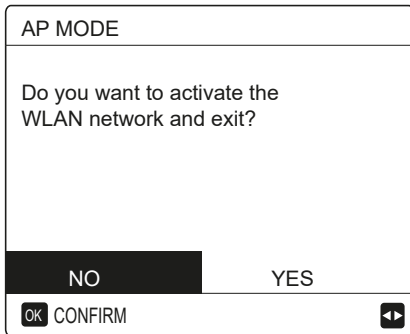 AP MODE
Do you want to activate the
WLAN network and exit?
NO YES
OK CONFIRM